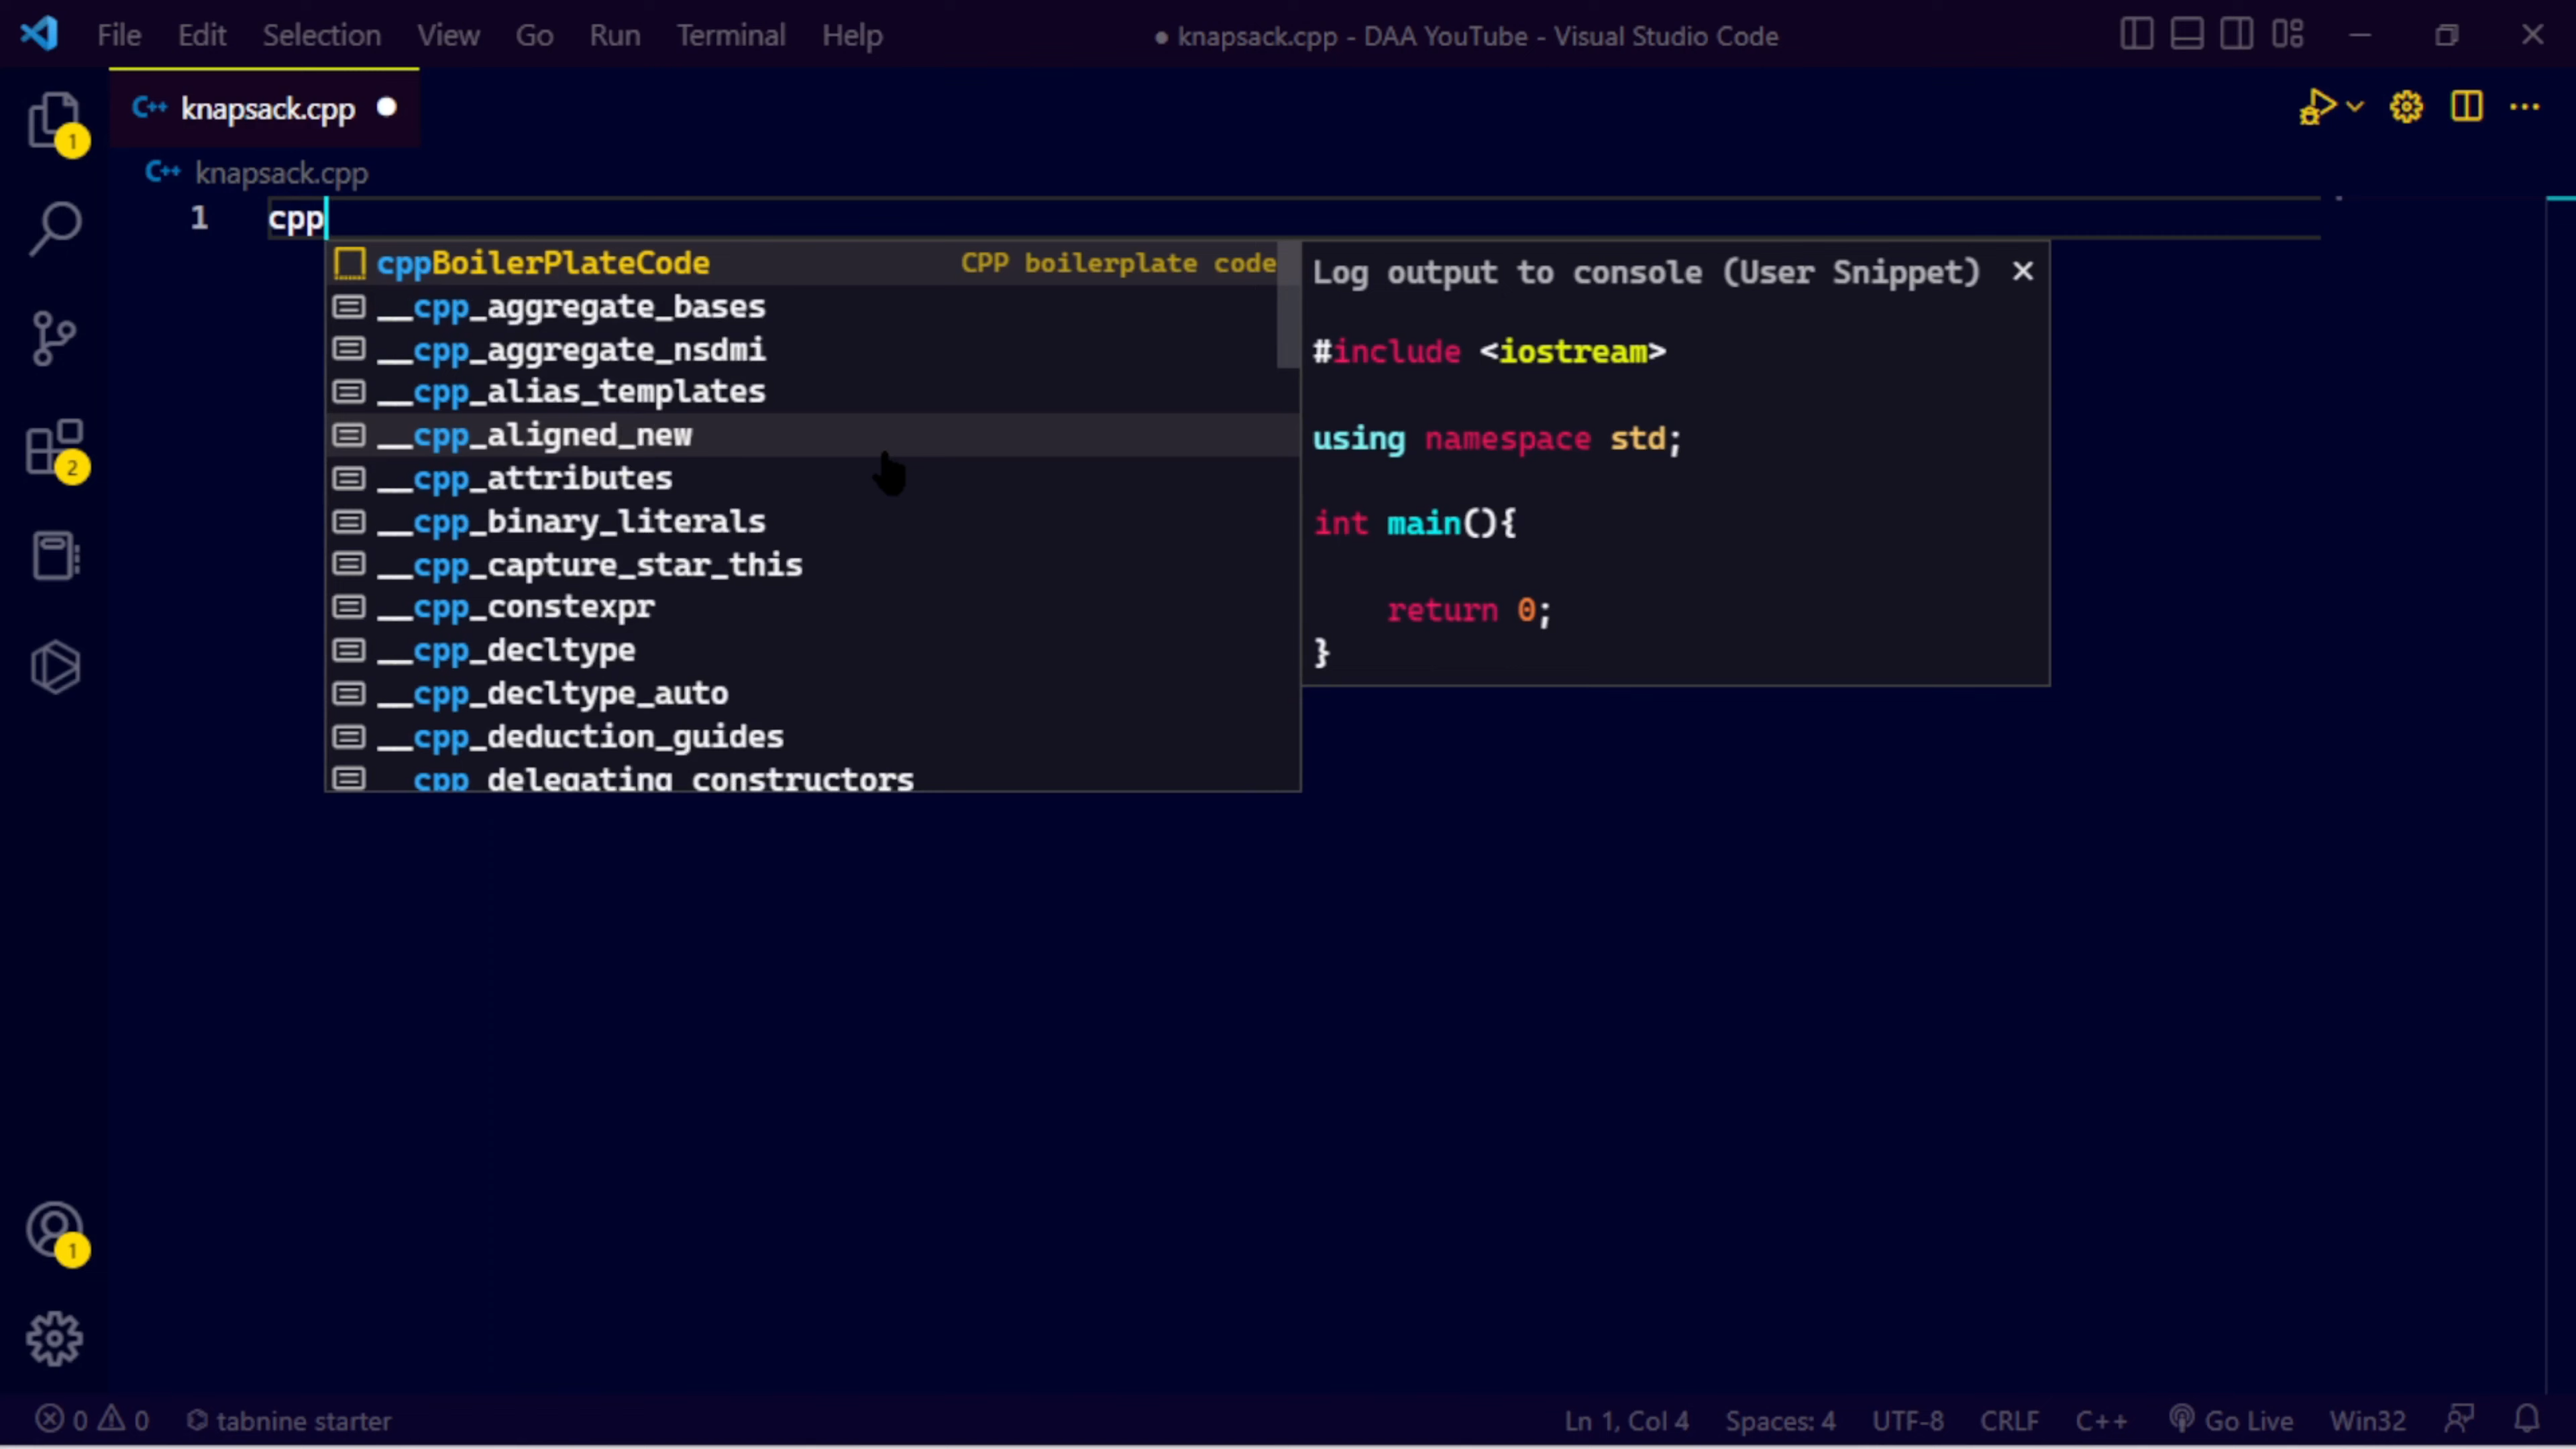 File Edit Selection View Go Run Terminal Help
● knapsack.cpp - DAA YouTube - Visual Studio Code
C++ knapsack.cpp
C++ knapsack.cpp
1
1 cpp
cppBoilerPlateCode CPP boilerplate code
__cpp_aggregate_bases
__cpp_aggregate_nsdmi
__cpp_alias_templates
__cpp_aligned_new
__cpp_attributes
__cpp_binary_literals
__cpp_capture_star_this
__cpp_constexpr
__cpp_decltype
__cpp_decltype_auto
__cpp_deduction_guides
__cpp_delegating_constructors
Log output to console (User Snippet) ×
#include <iostream>
using namespace std;
int main(){
return 0;
}
2
1
0 0 tabnine starter
Ln 1, Col 4 Spaces: 4 UTF-8 CRLF C++ Go Live Win32